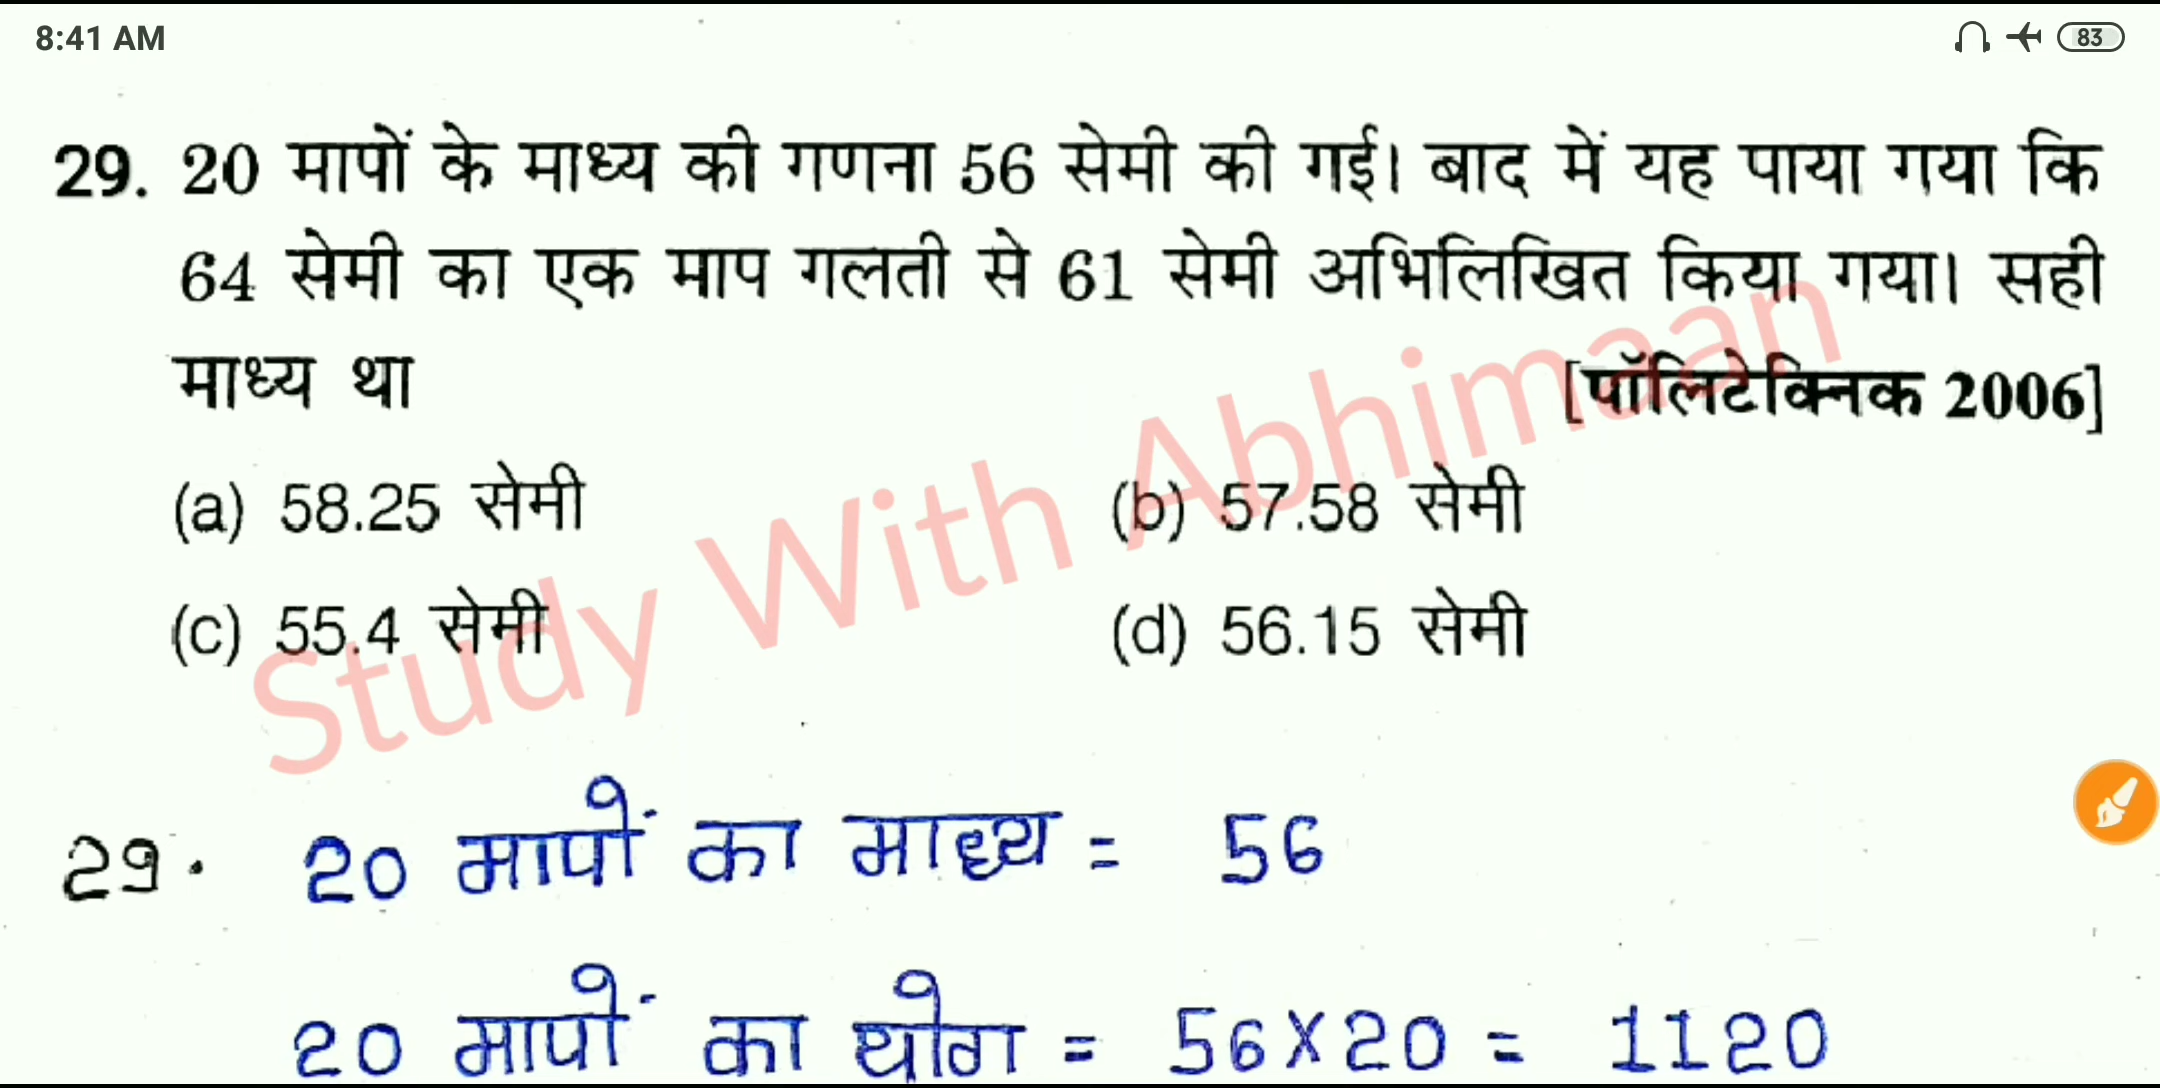 8:41 AM
83
29. 20 मापों के माध्य की गणना 56 सेमी की गई। बाद में यह पाया गया कि
64 सेमी का एक माप गलती से 61 सेमी अभिलिखित किया गया। सही
माध्य था [पॉलिटेक्निक 2006]
(a) 58.25 सेमी (b) 57.58 सेमी
(c) 55.4 सेमी (d) 56.15 सेमी
Study With Abhimaan
29. 20 मापों का माध्य = 56
20 मापों का योग = 56×20 = 1120